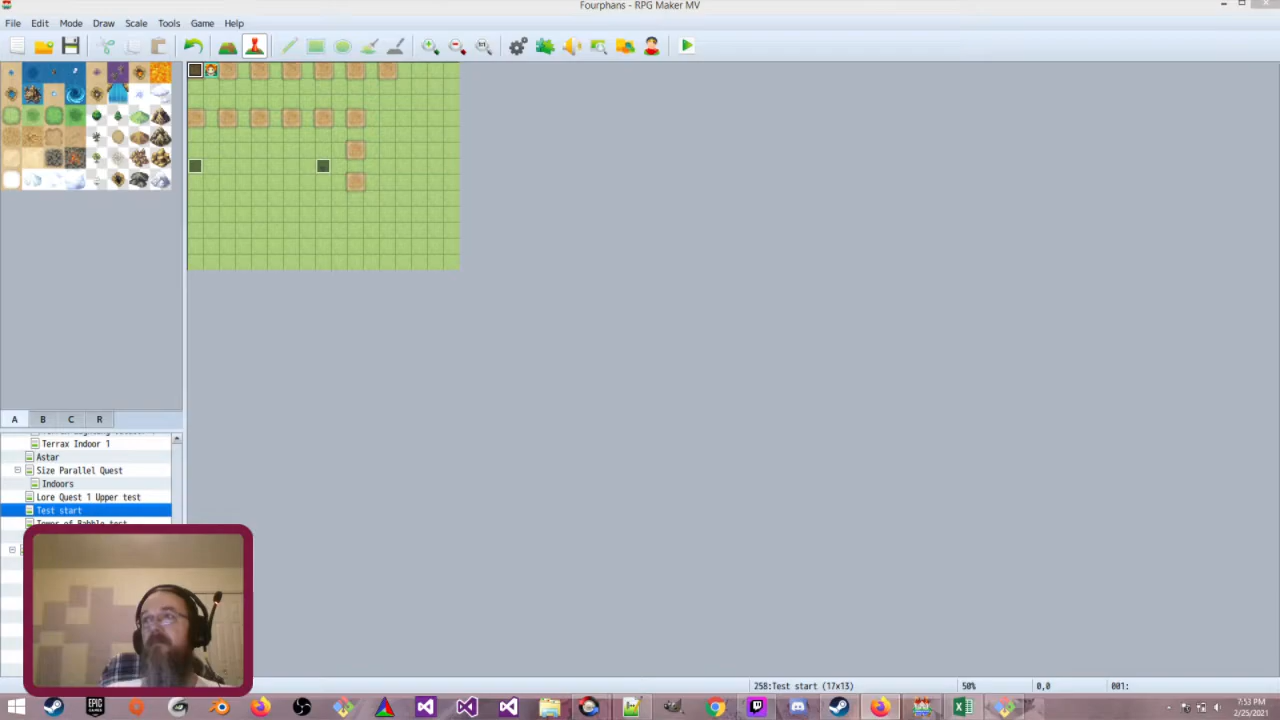 Fourphans - RPG Maker MV
File Edit Mode Draw Scale Tools Game Help
A B C R
Terrax Indoor 1
Astar
Size Parallel Quest
Indoors
Lore Quest 1 Upper test
Test start
258:Test start (17x13) 50% 0,0 001:
EPIC GAMES
7:53 PM
2/25/2021